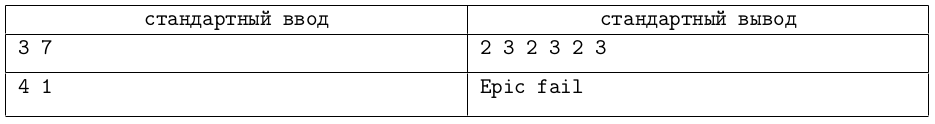 стандартный ввод стандартный вывод
3 7 2 3 2 3 2 3
4 1 Epic fail